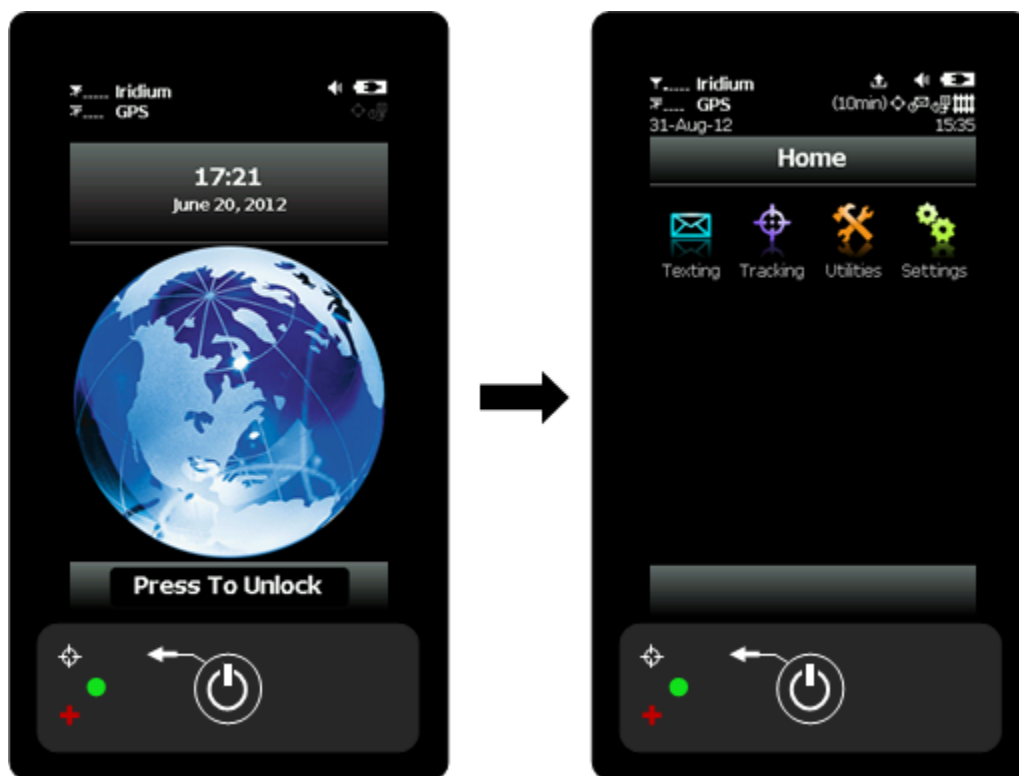 Iridium
GPS
17:21
June 20, 2012
Press To Unlock
Iridium
GPS (10min)
31-Aug-12 15:35
Home
Texting Tracking Utilities Settings